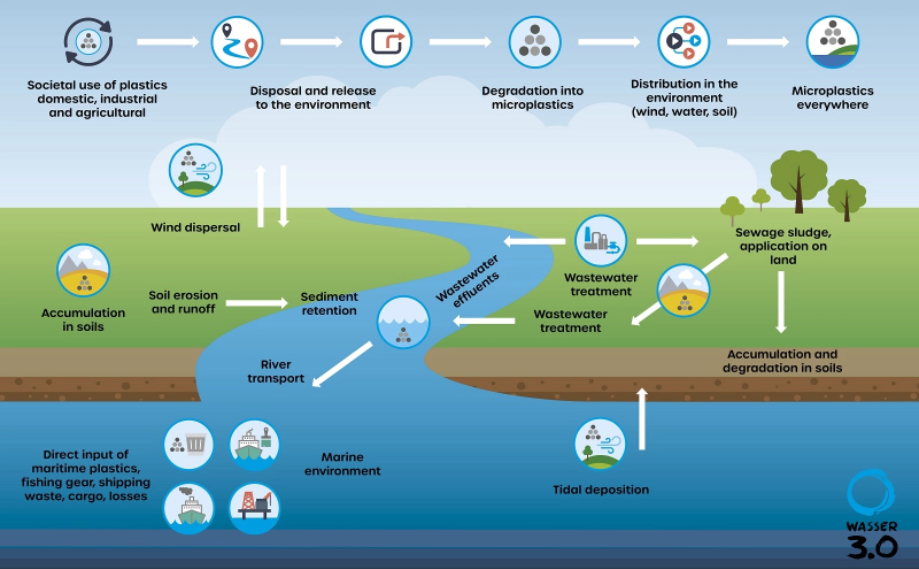 Societal use of plastics
domestic, industrial
and agricultural
Disposal and release
to the environment
Degradation into
microplastics
Distribution in the
environment
(wind, water, soil)
Microplastics
everywhere
Wind dispersal
Sewage sludge,
application on
land
Wastewater
effluents
Wastewater
treatment
Accumulation
in soils
Soil erosion
and runoff
Sediment
retention
Wastewater
treatment
River
transport
Accumulation and
degradation in soils
Direct input of
maritime plastics,
fishing gear, shipping
waste, cargo, losses
Marine
environment
Tidal deposition
WASSER
3.0